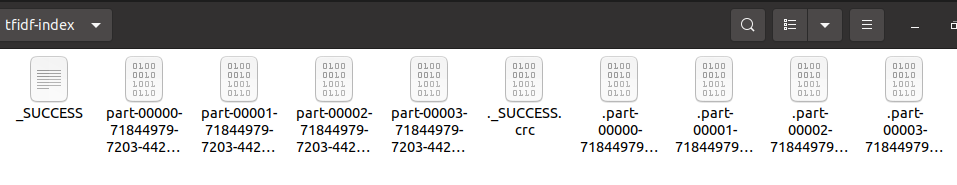 tfidf-index
_SUCCESS
part-00000-
71844979-
7203-442...
part-00001-
71844979-
7203-442...
part-00002-
71844979-
7203-442...
part-00003-
71844979-
7203-442...
._SUCCESS.
crc
.part-
00000-
71844979...
.part-
00001-
71844979...
.part-
00002-
71844979...
.part-
00003-
71844979...